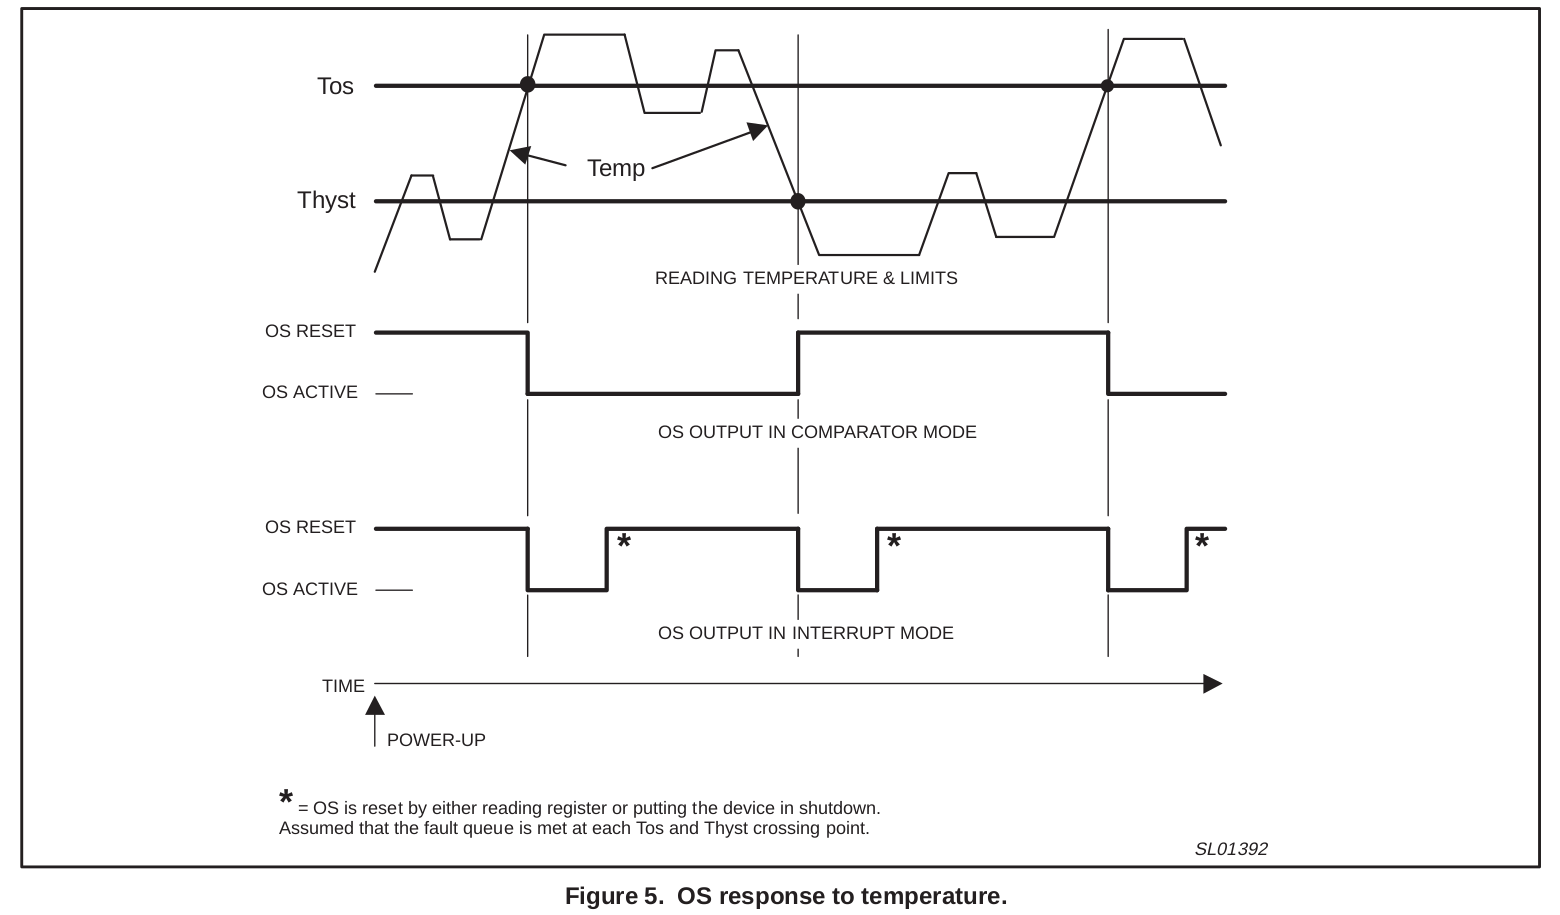 Tos
Temp
Thyst
READING TEMPERATURE & LIMITS
OS RESET
OS ACTIVE
OS OUTPUT IN COMPARATOR MODE
OS RESET
* * *
OS ACTIVE
OS OUTPUT IN INTERRUPT MODE
TIME
POWER-UP
* = OS is reset by either reading register or putting the device in shutdown.
Assumed that the fault queue is met at each Tos and Thyst crossing point.
SL01392
Figure 5. OS response to temperature.